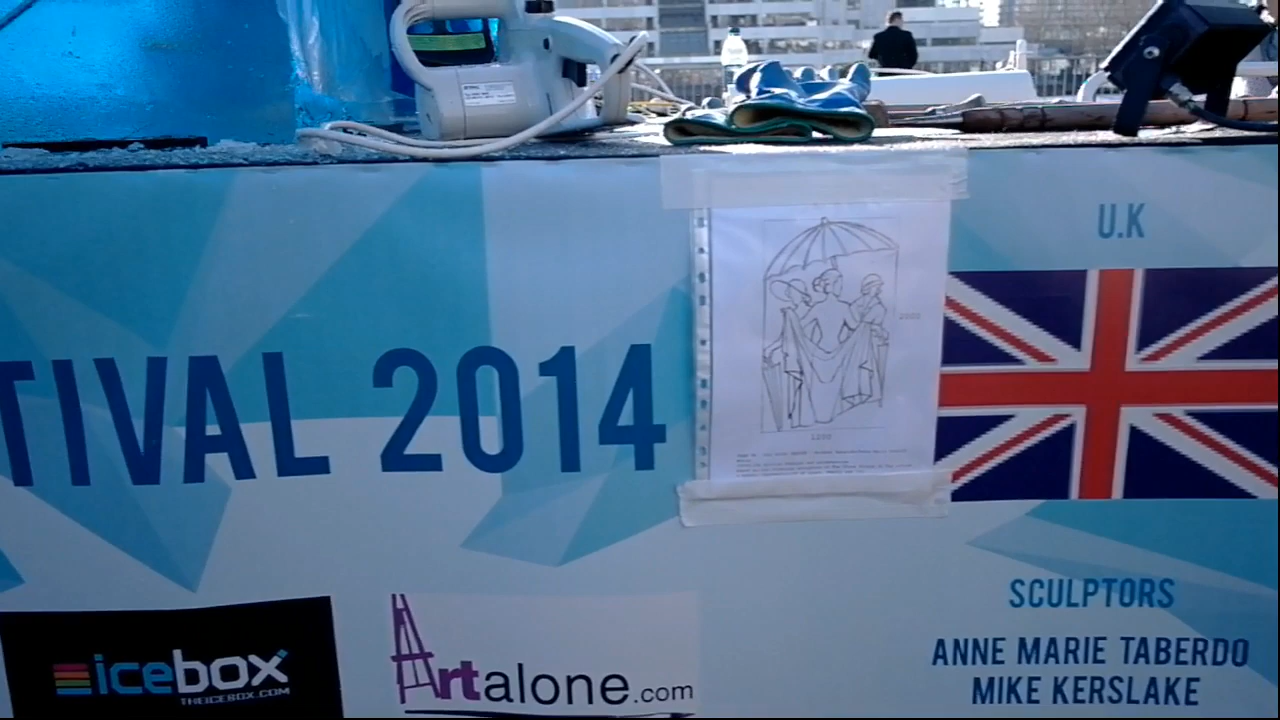 U.K
TIVAL 2014
SCULPTORS
ANNE MARIE TABERDO
MIKE KERSLAKE
icebox
THEICEBOX.COM
Artalone.com